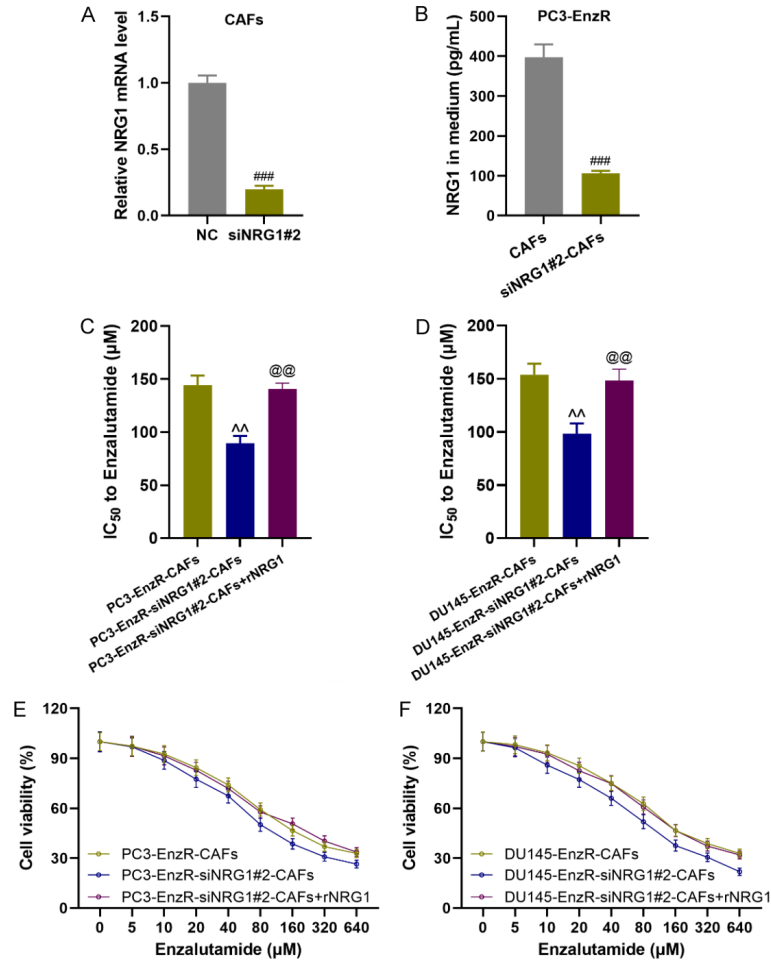 A
CAFs
Relative NRG1 mRNA level
1.5
1.0
0.5
0.0
###
NC
siNRG1#2
B
PC3-EnzR
NRG1 in medium (pg/mL)
500
400
300
200
100
0
###
CAFs
siNRG1#2-CAFs
C
IC50 to Enzalutamide (µM)
200
150
100
50
0
^^
@@
PC3-EnzR-CAFs
PC3-EnzR-siNRG1#2-CAFs
PC3-EnzR-siNRG1#2-CAFs+rNRG1
D
IC50 to Enzalutamide (µM)
200
150
100
50
0
^^
@@
DU145-EnzR-CAFs
DU145-EnzR-siNRG1#2-CAFs
DU145-EnzR-siNRG1#2-CAFs+rNRG1
E
Cell viability (%)
120
90
60
30
0
PC3-EnzR-CAFs
PC3-EnzR-siNRG1#2-CAFs
PC3-EnzR-siNRG1#2-CAFs+rNRG1
0 5 10 20 40 80 160 320 640
Enzalutamide (µM)
F
Cell viability (%)
120
90
60
30
0
DU145-EnzR-CAFs
DU145-EnzR-siNRG1#2-CAFs
DU145-EnzR-siNRG1#2-CAFs+rNRG1
0 5 10 20 40 80 160 320 640
Enzalutamide (µM)